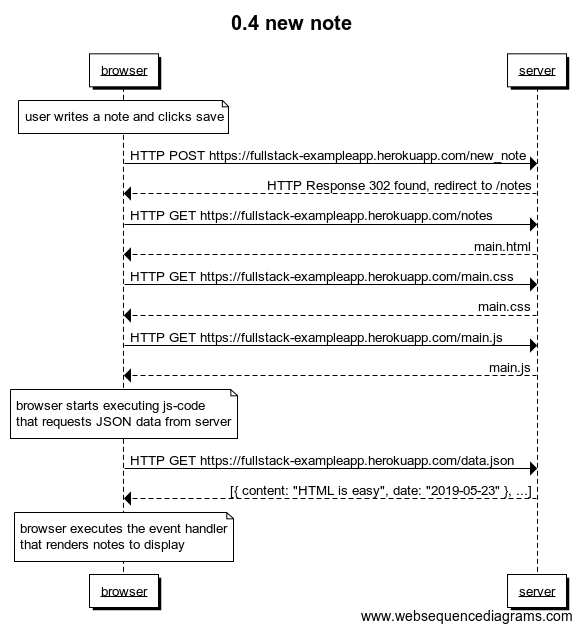 0.4 new note
browser
server
user writes a note and clicks save
HTTP POST https://fullstack-exampleapp.herokuapp.com/new_note
HTTP Response 302 found, redirect to /notes
HTTP GET https://fullstack-exampleapp.herokuapp.com/notes
main.html
HTTP GET https://fullstack-exampleapp.herokuapp.com/main.css
main.css
HTTP GET https://fullstack-exampleapp.herokuapp.com/main.js
main.js
browser starts executing js-code
that requests JSON data from server
HTTP GET https://fullstack-exampleapp.herokuapp.com/data.json
[{ content: "HTML is easy", date: "2019-05-23" }, ...]
browser executes the event handler
that renders notes to display
browser
server
www.websequencediagrams.com